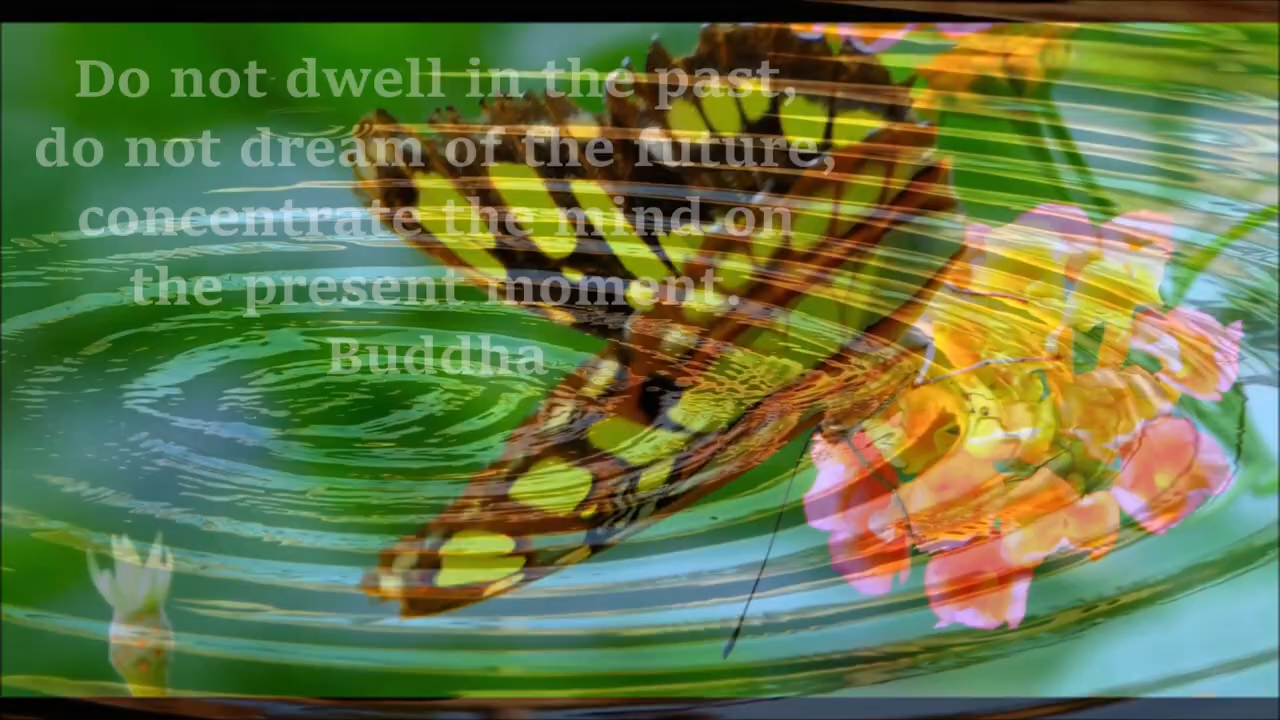 Do not dwell in the past,
do not dream of the future,
concentrate the mind on
the present moment.
Buddha